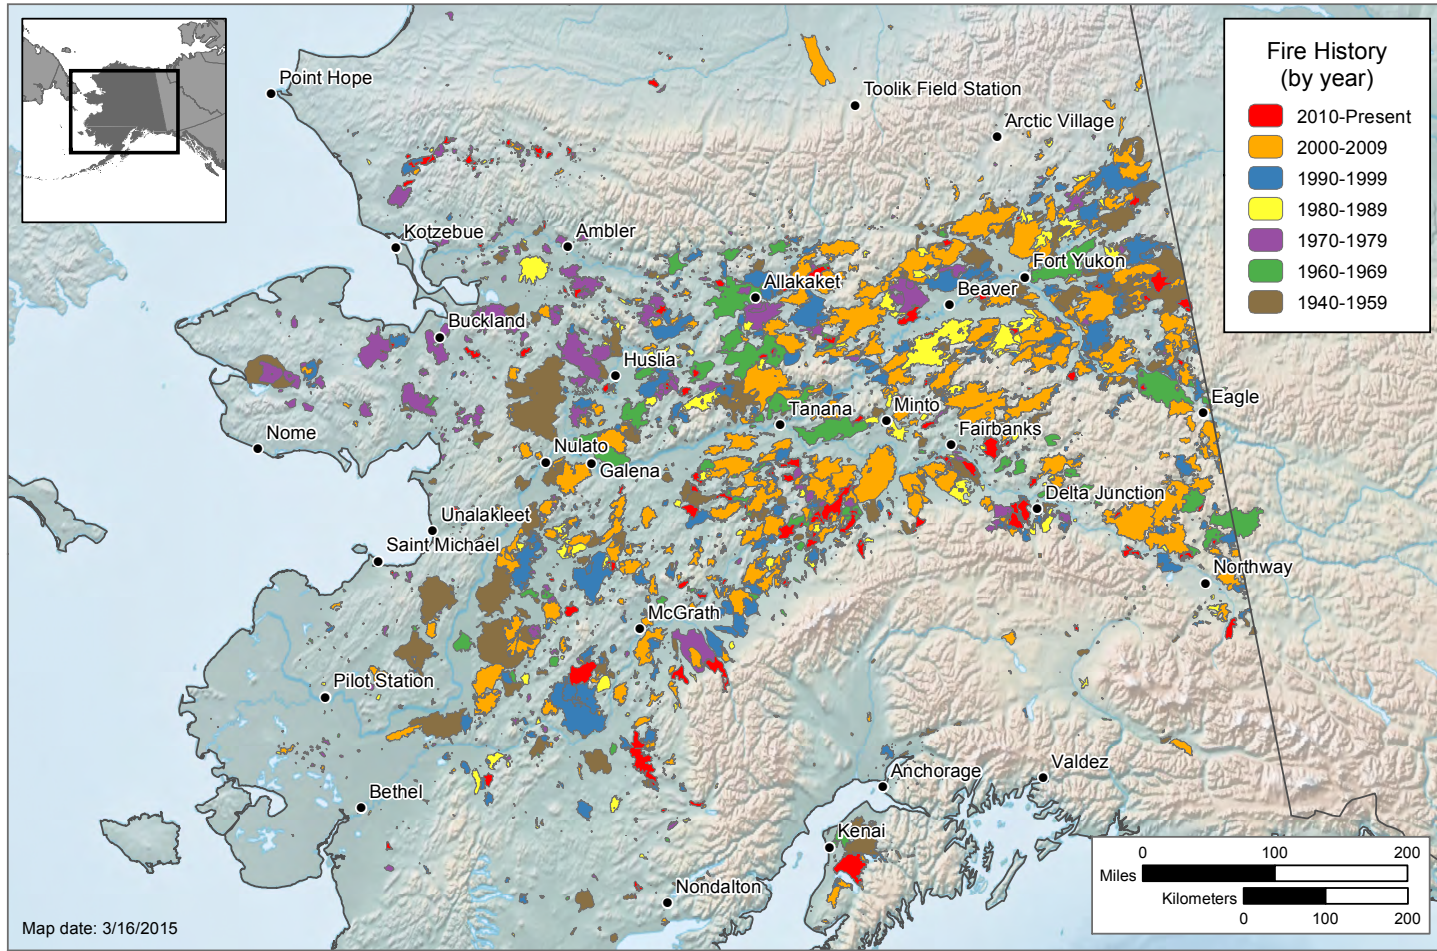 Point Hope
Toolik Field Station
Arctic Village
Fire History
(by year)
2010-Present
2000-2009
1990-1999
1980-1989
1970-1979
1960-1969
1940-1959
Kotzebue
Ambler
Fort Yukon
Allakaket
Beaver
Buckland
Huslia
Eagle
Tanana
Minto
Nome
Fairbanks
Nulato
Galena
Delta Junction
Unalakleet
Saint Michael
Northway
McGrath
Pilot Station
Anchorage
Valdez
Bethel
Kenai
Nondalton
0 100 200
Miles
Kilometers
0 100 200
Map date: 3/16/2015